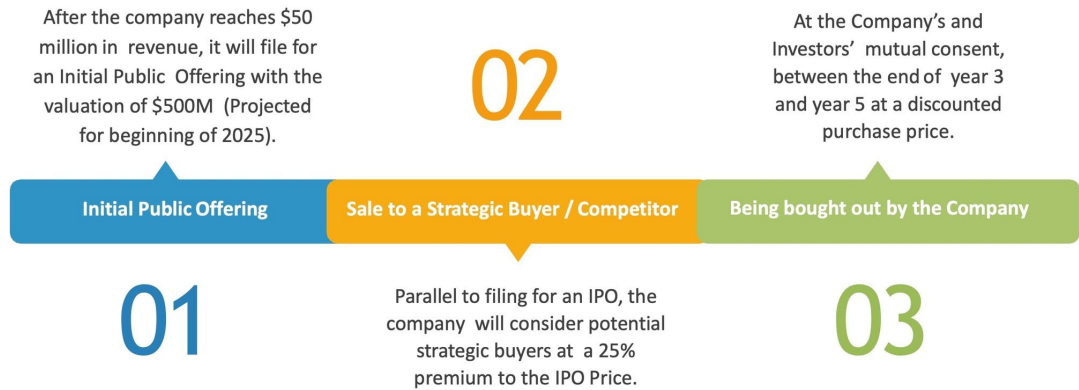 After the company reaches $50
million in revenue, it will file for
an Initial Public Offering with the
valuation of $500M (Projected
for beginning of 2025).
Initial Public Offering
01
02
Sale to a Strategic Buyer / Competitor
Parallel to filing for an IPO, the
company will consider potential
strategic buyers at a 25%
premium to the IPO Price.
At the Company’s and
Investors’ mutual consent,
between the end of year 3
and year 5 at a discounted
purchase price.
Being bought out by the Company
03